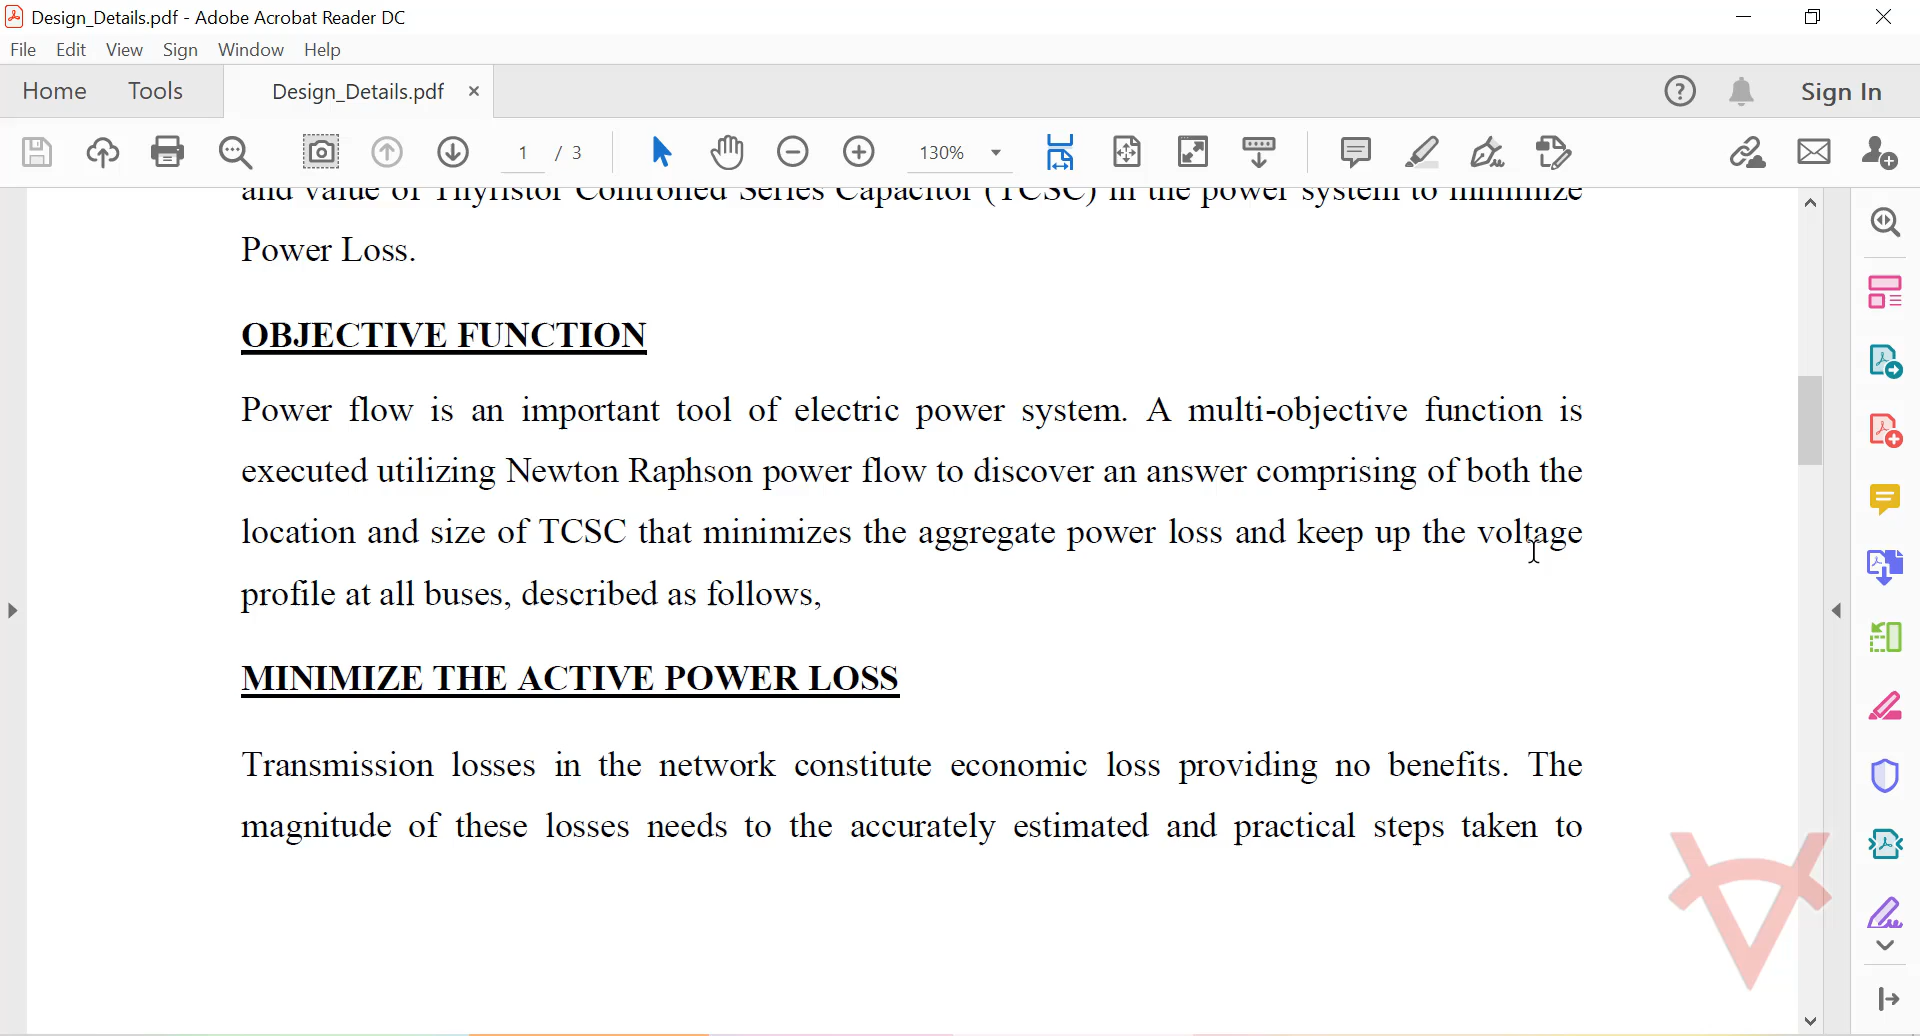 Design_Details.pdf - Adobe Acrobat Reader DC
File Edit View Sign Window Help
Home Tools Design_Details.pdf × Sign In
1 / 3 130%
and value of Thyristor Controlled Series Capacitor (TCSC) in the power system to minimize
Power Loss.
OBJECTIVE FUNCTION
Power flow is an important tool of electric power system. A multi-objective function is
executed utilizing Newton Raphson power flow to discover an answer comprising of both the
location and size of TCSC that minimizes the aggregate power loss and keep up the voltage
profile at all buses, described as follows,
MINIMIZE THE ACTIVE POWER LOSS
Transmission losses in the network constitute economic loss providing no benefits. The
magnitude of these losses needs to the accurately estimated and practical steps taken to